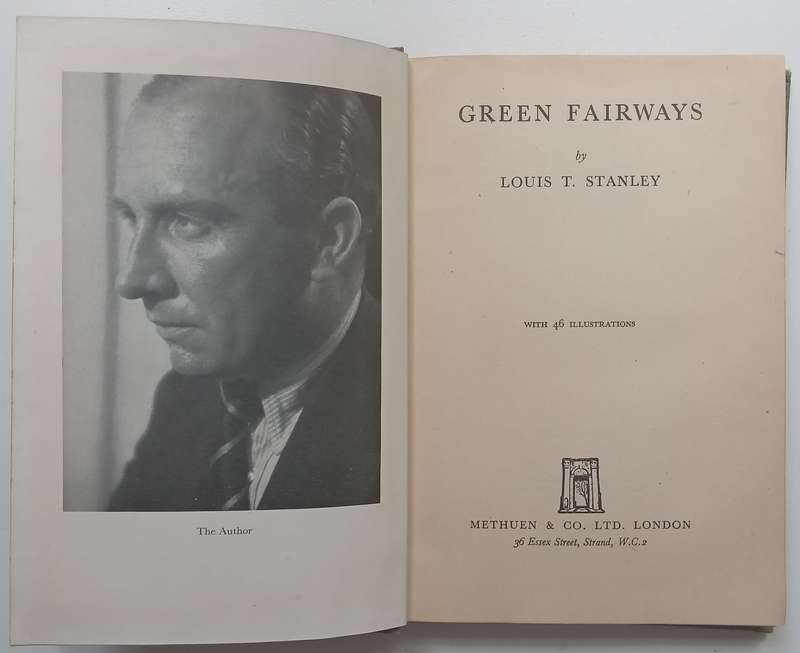 The Author
GREEN FAIRWAYS
by
LOUIS T. STANLEY
WITH 46 ILLUSTRATIONS
METHUEN & CO. LTD. LONDON
36 Essex Street, Strand, W.C.2